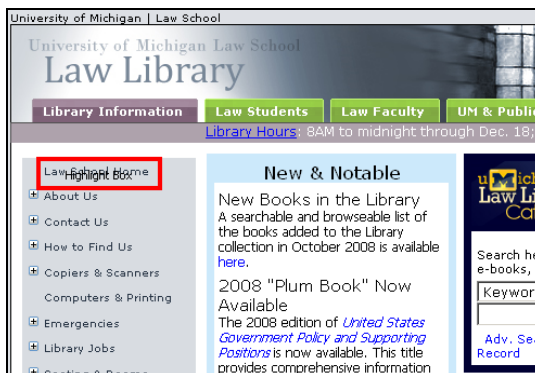 University of Michigan | Law School
University of Michigan Law School
Law Library
Library Information
Law Students
Law Faculty
UM & Public
Library Hours: 8AM to midnight through Dec. 18;
Law School Home
Highlight Box
About Us
Contact Us
How to Find Us
Copiers & Scanners
Computers & Printing
Emergencies
Library Jobs
New & Notable
New Books in the Library
A searchable and browseable list of
the books added to the Library
collection in October 2008 is available
here.
2008 "Plum Book" Now
Available
The 2008 edition of United States
Government Policy and Supporting
Positions is now available. This title
provides comprehensive information
Search he
e-books,
Keywor
Adv. Sea
Record